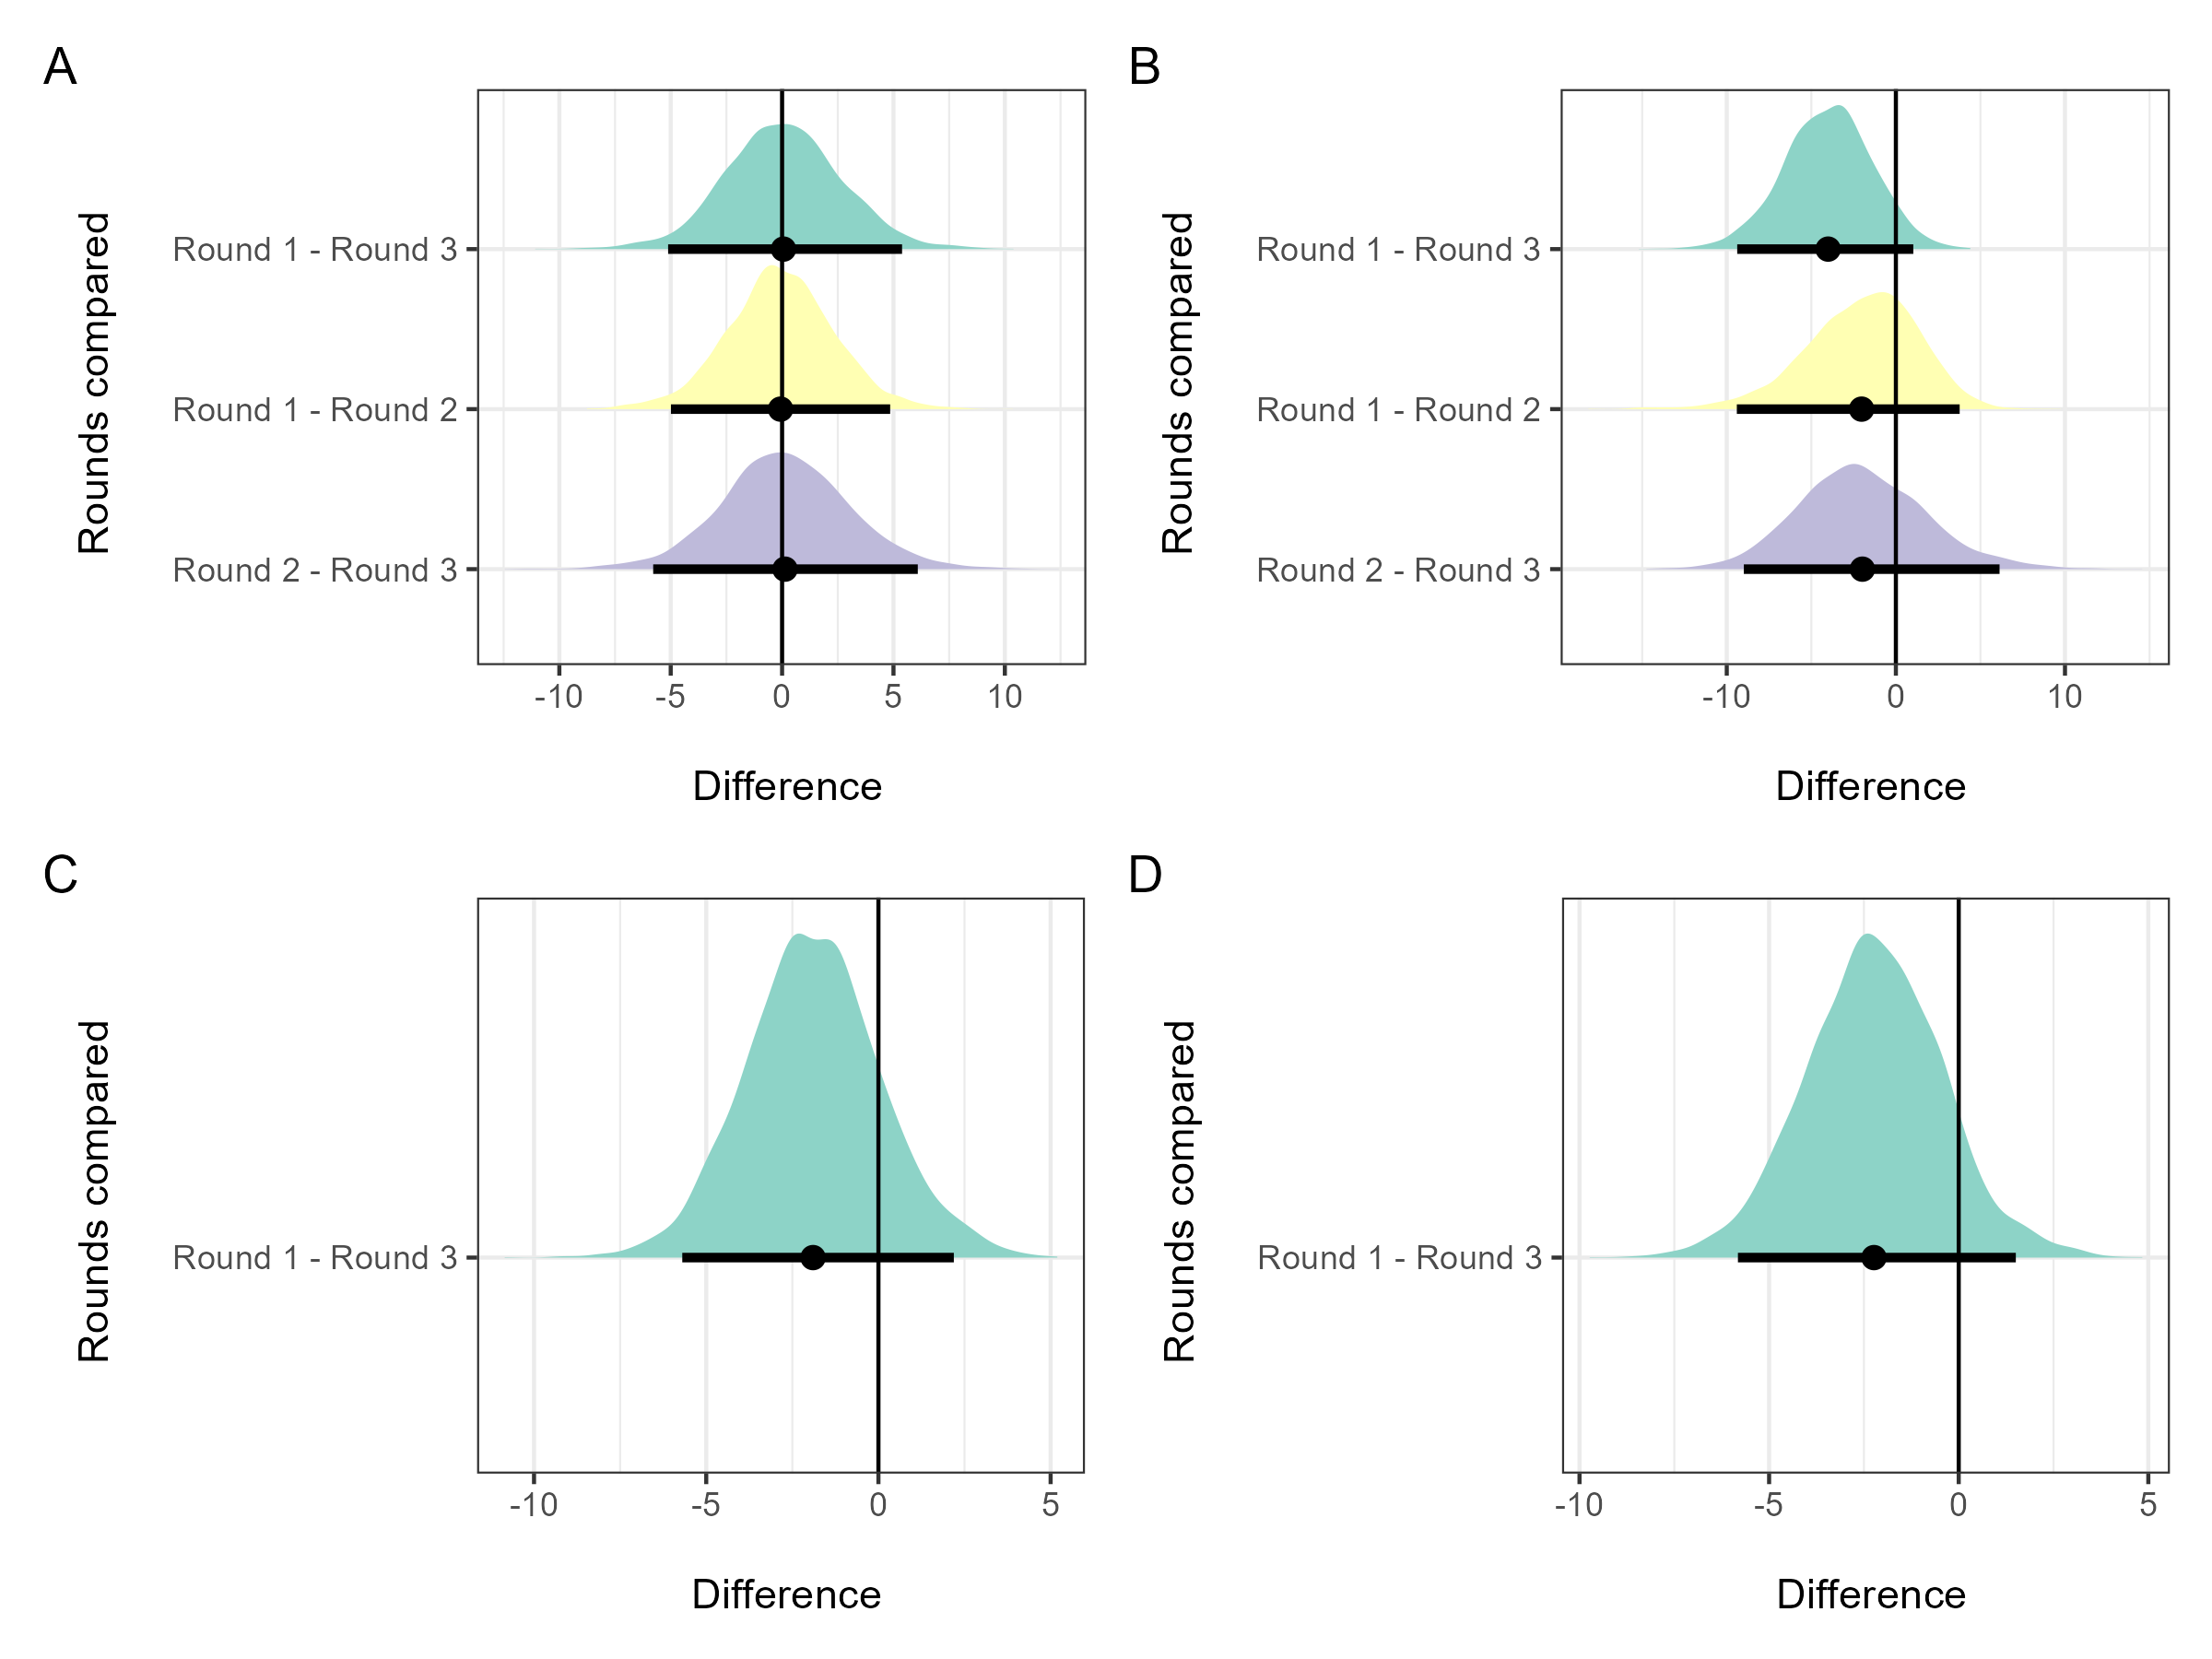 A
Rounds compared
Round 1 - Round 3
Round 1 - Round 2
Round 2 - Round 3
-10 -5 0 5 10
Difference
B
Rounds compared
Round 1 - Round 3
Round 1 - Round 2
Round 2 - Round 3
-10 0 10
Difference
C
Rounds compared
Round 1 - Round 3
-10 -5 0 5
Difference
D
Rounds compared
Round 1 - Round 3
-10 -5 0 5
Difference